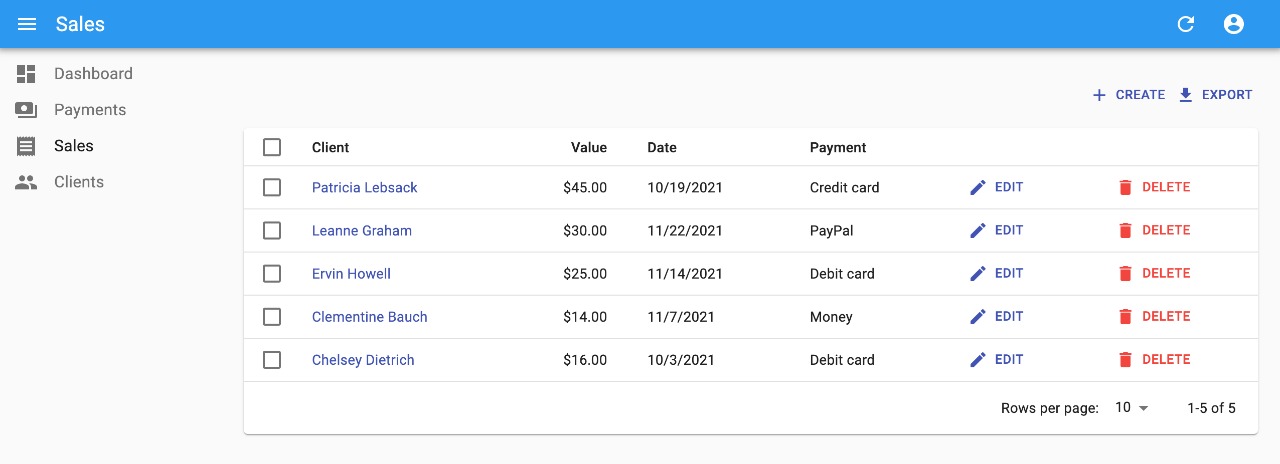 Sales
Dashboard
Payments
Sales
Clients
CREATE EXPORT
Client Value Date Payment
Patricia Lebsack $45.00 10/19/2021 Credit card EDIT DELETE
Leanne Graham $30.00 11/22/2021 PayPal EDIT DELETE
Ervin Howell $25.00 11/14/2021 Debit card EDIT DELETE
Clementine Bauch $14.00 11/7/2021 Money EDIT DELETE
Chelsey Dietrich $16.00 10/3/2021 Debit card EDIT DELETE
Rows per page: 10 1-5 of 5